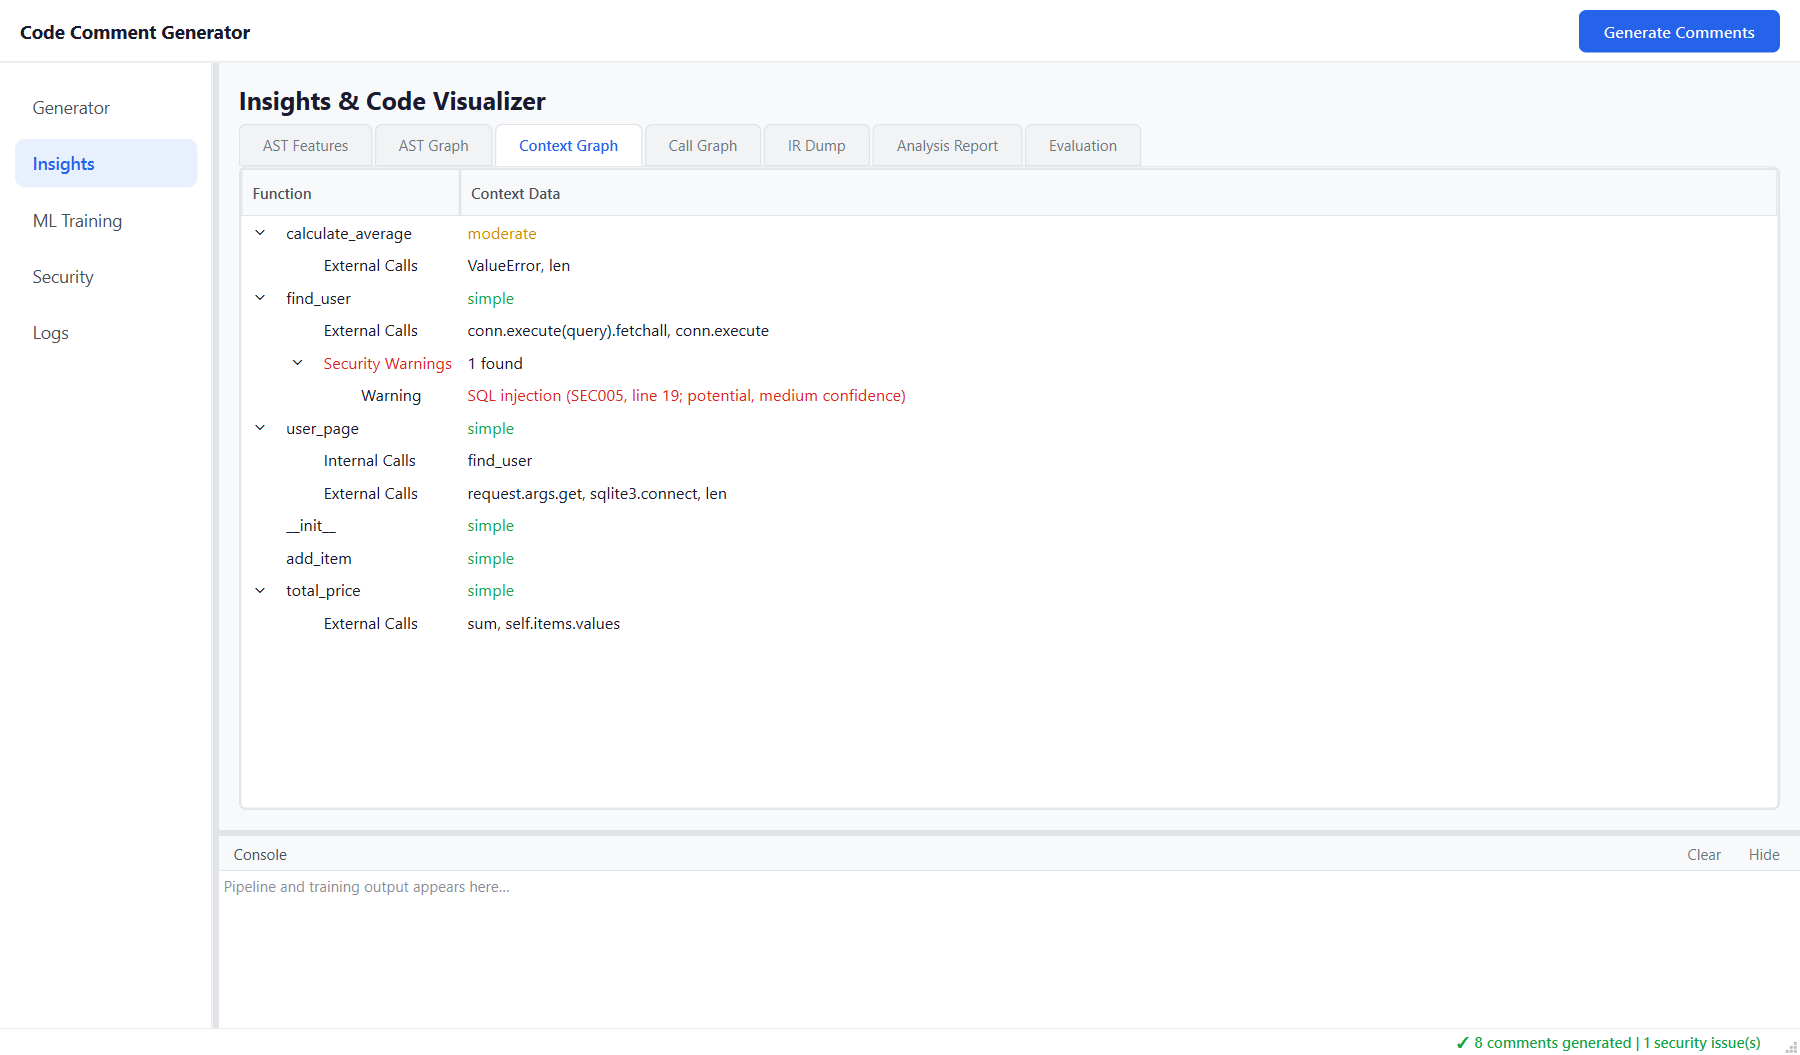 Code Comment Generator
Generate Comments
Generator
Insights
ML Training
Security
Logs
Insights & Code Visualizer
AST Features
AST Graph
Context Graph
Call Graph
IR Dump
Analysis Report
Evaluation
Function Context Data
calculate_average moderate
External Calls ValueError, len
find_user simple
External Calls conn.execute(query).fetchall, conn.execute
Security Warnings 1 found
Warning SQL injection (SEC005, line 19; potential, medium confidence)
user_page simple
Internal Calls find_user
External Calls request.args.get, sqlite3.connect, len
__init__ simple
add_item simple
total_price simple
External Calls sum, self.items.values
Console
Clear
Hide
Pipeline and training output appears here...
✓ 8 comments generated | 1 security issue(s)